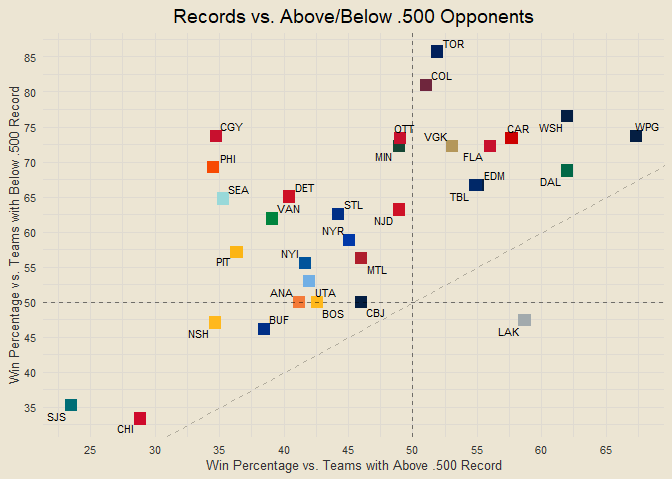 Records vs. Above/Below .500 Opponents
Win Percentage vs. Teams with Below .500 Record
85
80
75
70
65
60
55
50
45
40
35
TOR
COL
CGY
OTT
CAR
WSH
WPG
VGK
MIN
FLA
PHI
EDM
DAL
SEA
DET
TBL
VAN
STL
NJD
NYR
PIT
NYI
MTL
ANA
UTA
BOS
CBJ
BUF
NSH
LAK
SJS
CHI
25
30
35
40
45
50
55
60
65
Win Percentage vs. Teams with Above .500 Record